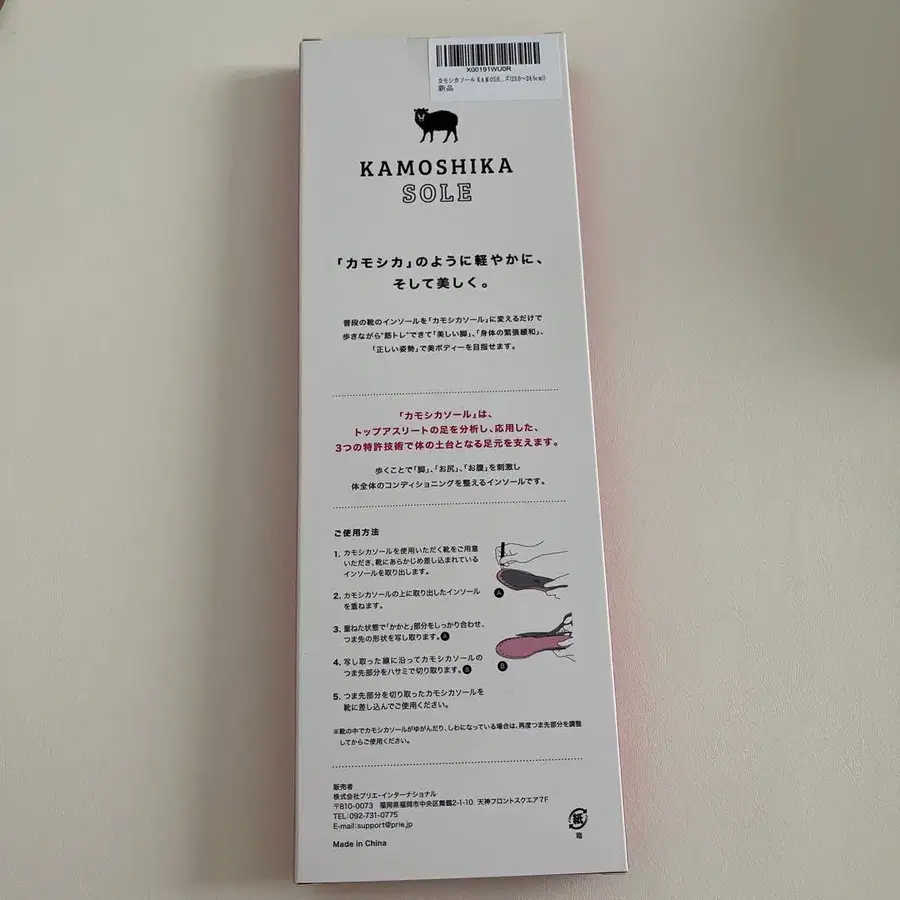 X00191WU0R
カモシカソール KAMOSH...ズ(23.0～24.5cm)
新品
KAMOSHIKA
SOLE
「カモシカ」のように軽やかに、
そして美しく。
普段の靴のインソールを「カモシカソール」に変えるだけで
歩きながら"筋トレ"できて「美しい脚」、「身体の緊張緩和」、
「正しい姿勢」で美ボディーを目指せます。
「カモシカソール」は、
トップアスリートの足を分析し、応用した、
3つの特許技術で体の土台となる足元を支えます。
歩くことで「脚」、「お尻」、「お腹」を刺激し
体全体のコンディショニングを整えるインソールです。
ご使用方法
1. カモシカソールを使用いただく靴をご用意
いただき、靴にあらかじめ差し込まれている
インソールを取り出します。
2. カモシカソールの上に取り出したインソール
を重ねます。
3. 重ねた状態で「かかと」部分をしっかり合わせ、
つま先の形状を写し取ります。A
A
4. 写し取った線に沿ってカモシカソールの
つま先部分をハサミで切り取ります。B
B
5. つま先部分を切り取ったカモシカソールを
靴に差し込んでご使用ください。
※靴の中でカモシカソールがゆがんだり、しわになっている場合は、再度つま先部分を調整
してからご使用ください。
販売者
株式会社プリエ・インターナショナル
〒810-0073 福岡県福岡市中央区舞鶴2-1-10 天神フロントスクエア7F
TEL:092-731-0775
E-mail:support@prie.jp
Made in China
紙
箱